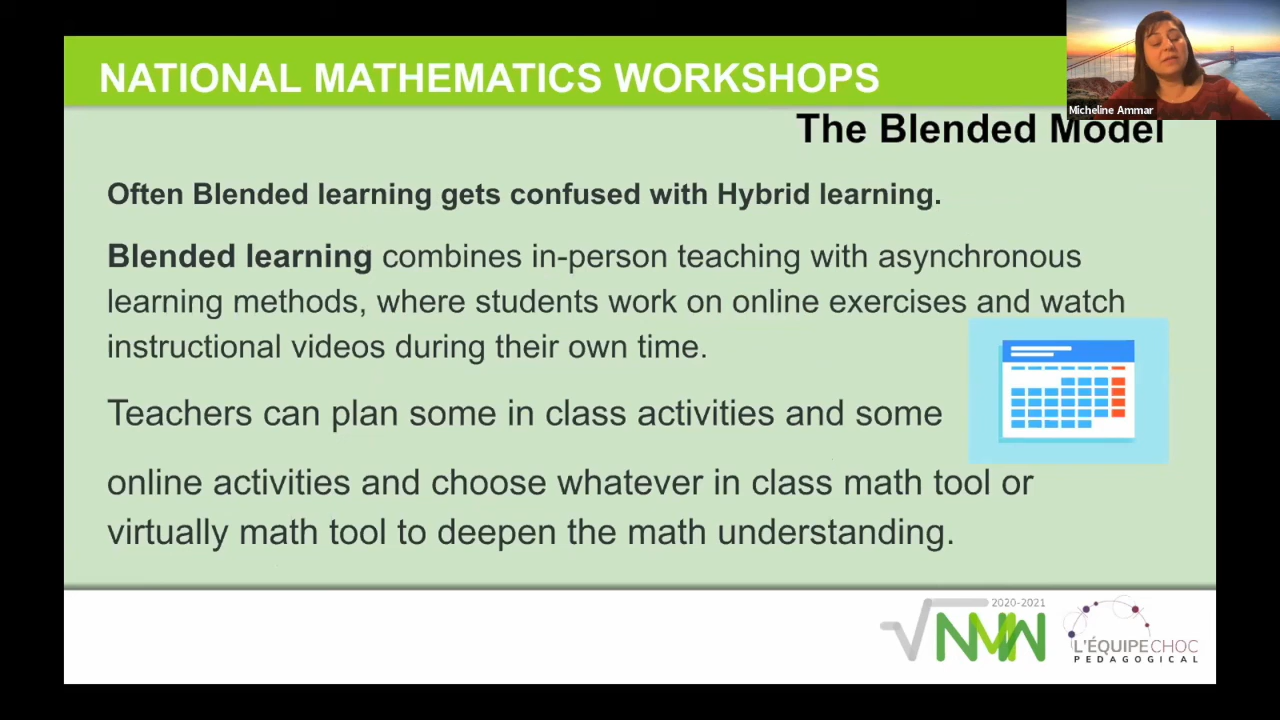 NATIONAL MATHEMATICS WORKSHOPS
Micheline Ammar
The Blended Model
Often Blended learning gets confused with Hybrid learning.
Blended learning combines in-person teaching with asynchronous
learning methods, where students work on online exercises and watch
instructional videos during their own time.
Teachers can plan some in class activities and some
online activities and choose whatever in class math tool or
virtually math tool to deepen the math understanding.
2020-2021
NMW
L'ÉQUIPECHOC
PEDAGOGICAL